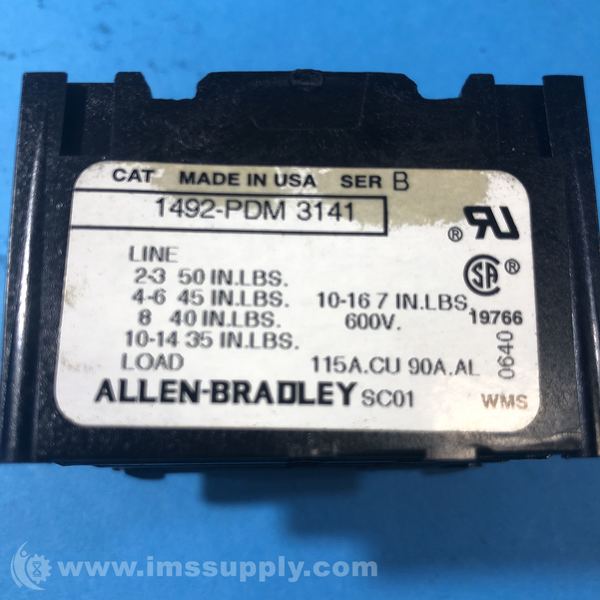 CAT MADE IN USA SER B
1492-PDM 3141
LINE
2-3 50 IN.LBS.
4-6 45 IN.LBS. 10-16 7 IN.LBS.
8 40 IN.LBS. 600V.
10-14 35 IN.LBS.
LOAD 115A.CU 90A.AL
ALLEN-BRADLEY SC01
RU ®
SA ®
19766
0640
WMS
www.imssupply.com